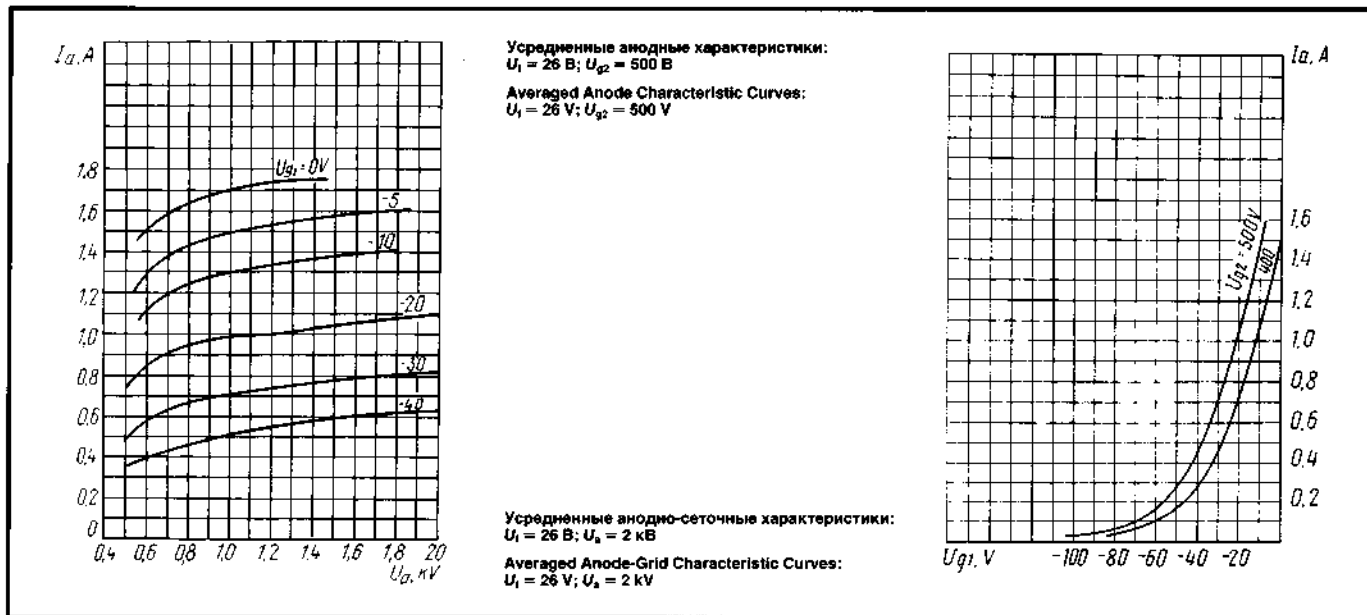 Ia, A
1,8
1,6
1,4
1,2
1,0
0,8
0,6
0,4
0,2
0
0,4 0,6 0,8 1,0 1,2 1,4 1,6 1,8 2,0
Ua, kV
Ug1=0V
-5
-10
-20
-30
-40
Усредненные анодные характеристики:
Uf = 26 В; Ug2 = 500 В
Averaged Anode Characteristic Curves:
Uf = 26 V; Ug2 = 500 V
Усредненные анодно-сеточные характеристики:
Uf = 26 В; Ua = 2 кВ
Averaged Anode-Grid Characteristic Curves:
Uf = 26 V; Ua = 2 kV
Ia, A
1,6
1,4
1,2
1,0
0,8
0,6
0,4
0,2
Ug2 = 500V
400
Ug1, V -100 -80 -60 -40 -20